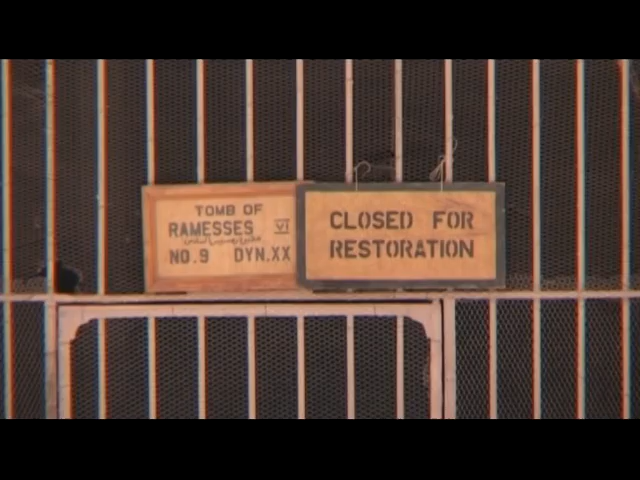 TOMB OF
RAMESSES VI
NO.9 DYN.XX
CLOSED FOR
RESTORATION